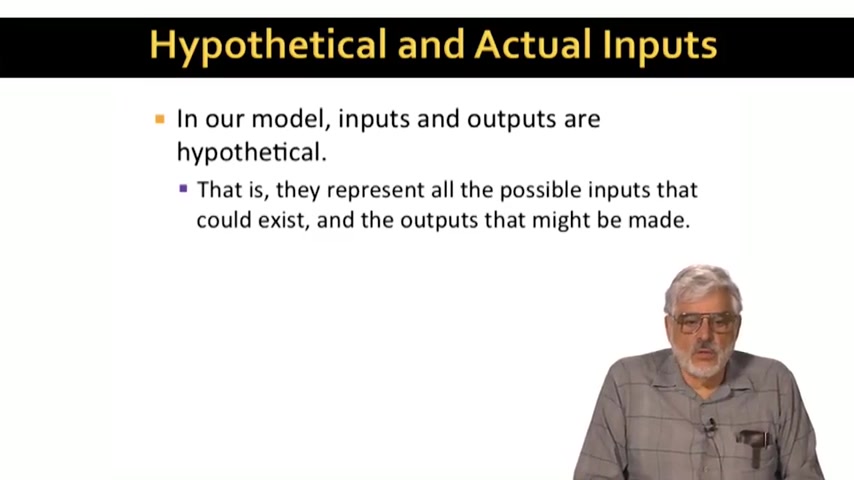 Hypothetical and Actual Inputs
In our model, inputs and outputs are
hypothetical.
That is, they represent all the possible inputs that
could exist, and the outputs that might be made.